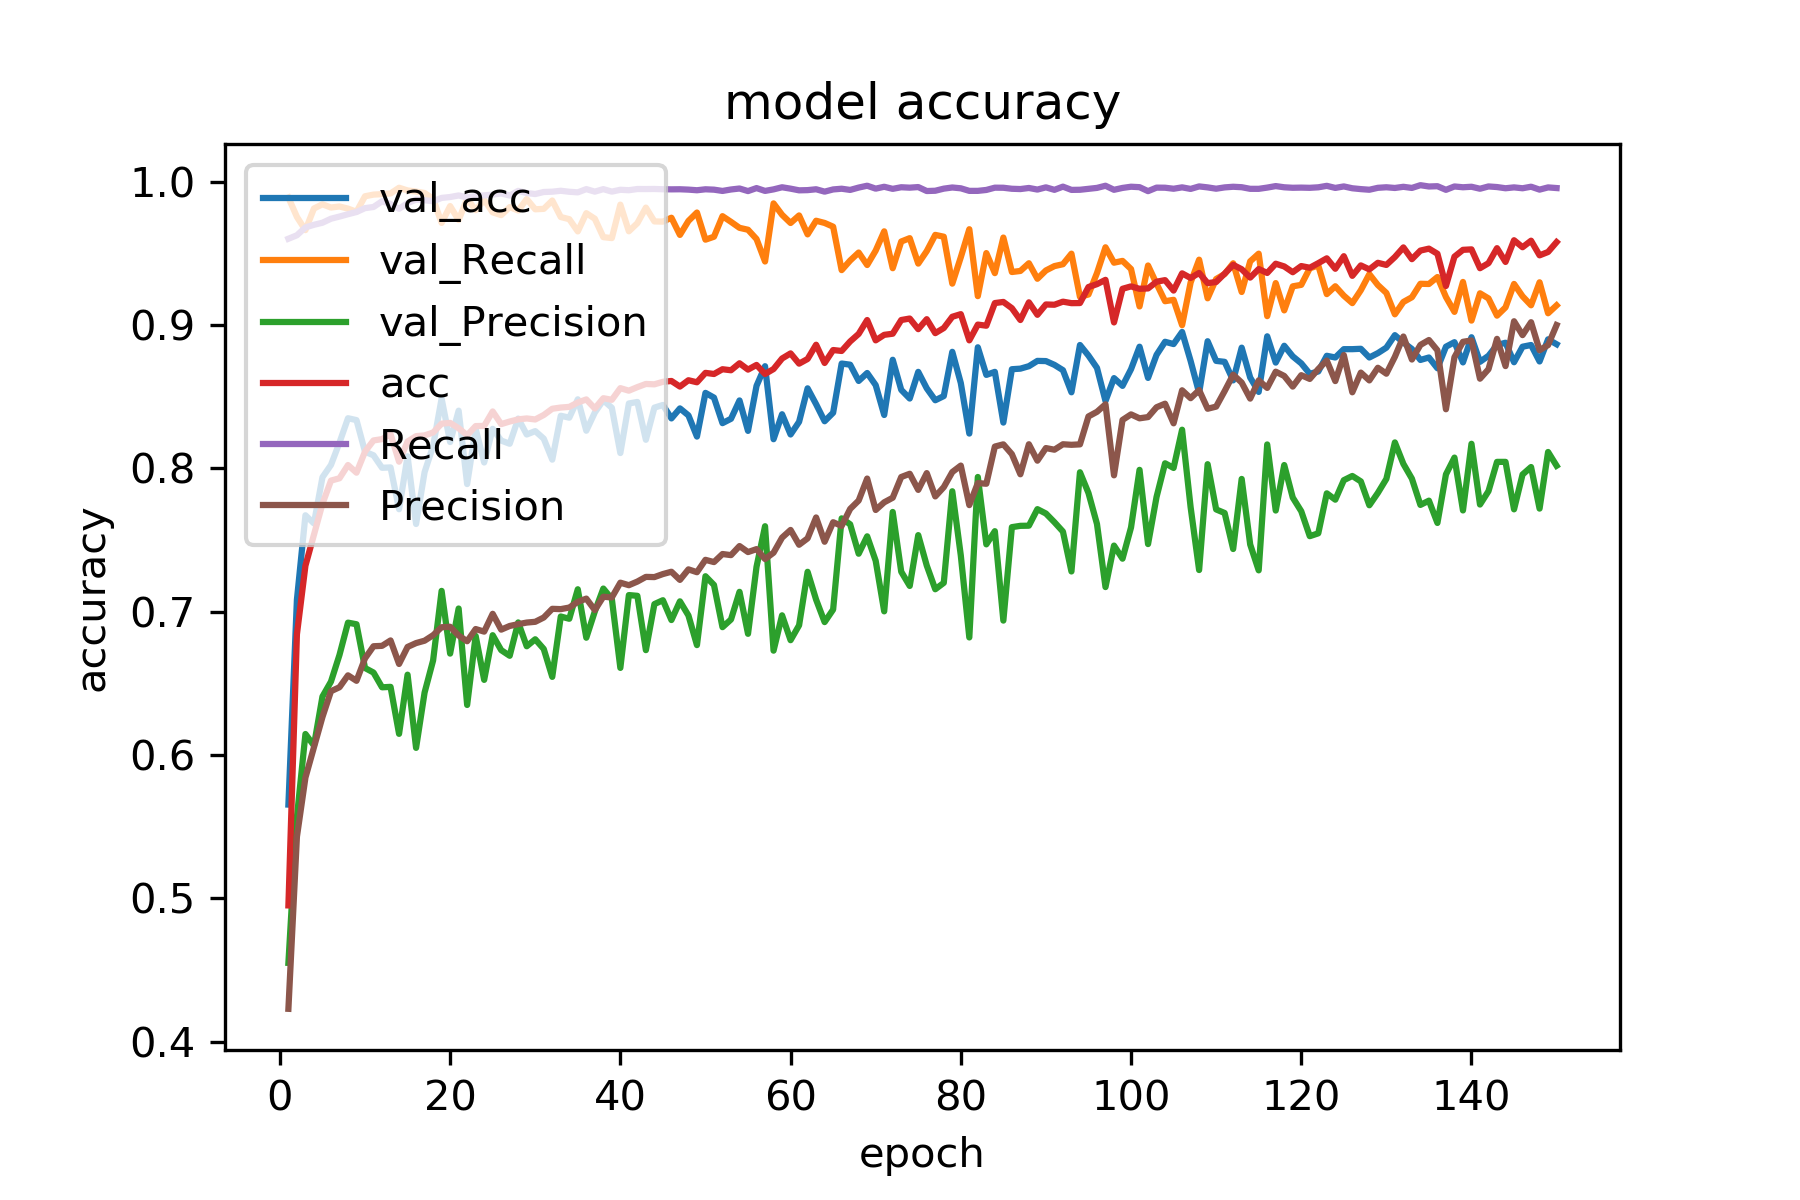 model accuracy
accuracy
1.0
0.9
0.8
0.7
0.6
0.5
0.4
val_acc
val_Recall
val_Precision
acc
Recall
Precision
0 20 40 60 80 100 120 140
epoch